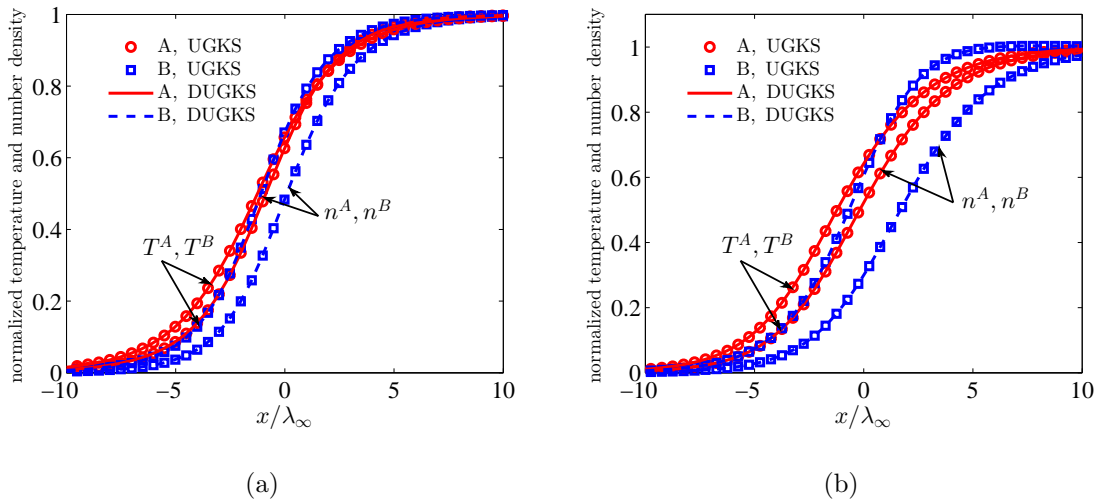 normalized temperature and number density
1
0.8
0.6
0.4
0.2
0
−10
−5
0
5
10
x/λ∞
A, UGKS
B, UGKS
A, DUGKS
B, DUGKS
n^A, n^B
T^A, T^B
(a)
normalized temperature and number density
1
0.8
0.6
0.4
0.2
0
−10
−5
0
5
10
x/λ∞
A, UGKS
B, UGKS
A, DUGKS
B, DUGKS
n^A, n^B
T^A, T^B
(b)